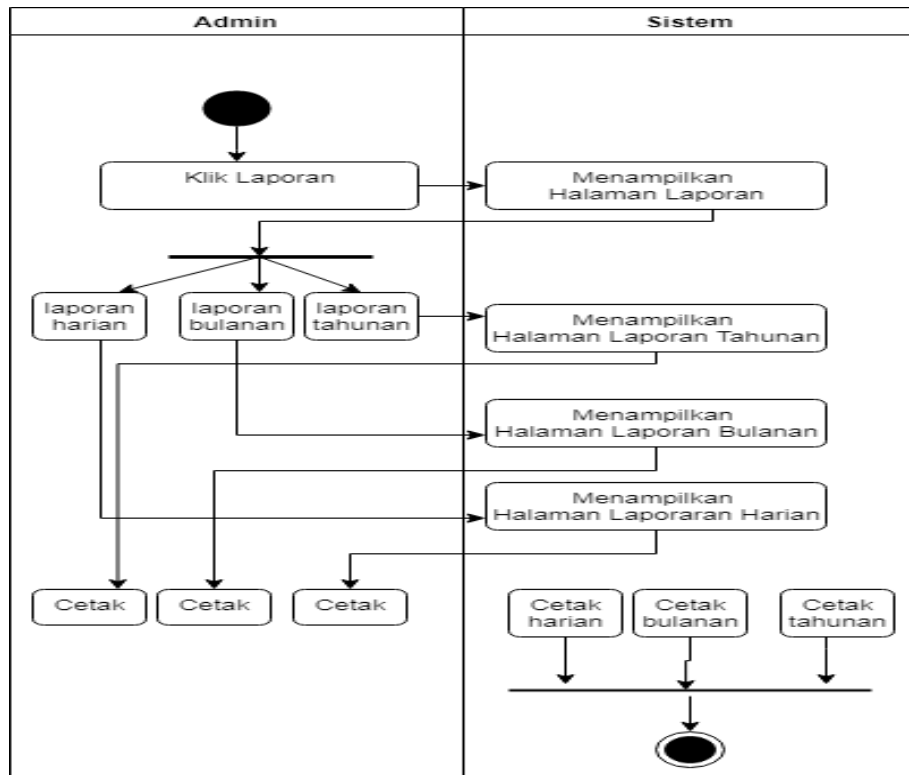 Admin
Sistem
Klik Laporan
Menampilkan
Halaman Laporan
laporan
harian
laporan
bulanan
laporan
tahunan
Menampilkan
Halaman Laporan Tahunan
Menampilkan
Halaman Laporan Bulanan
Menampilkan
Halaman Laporaran Harian
Cetak
Cetak
Cetak
Cetak
harian
Cetak
bulanan
Cetak
tahunan